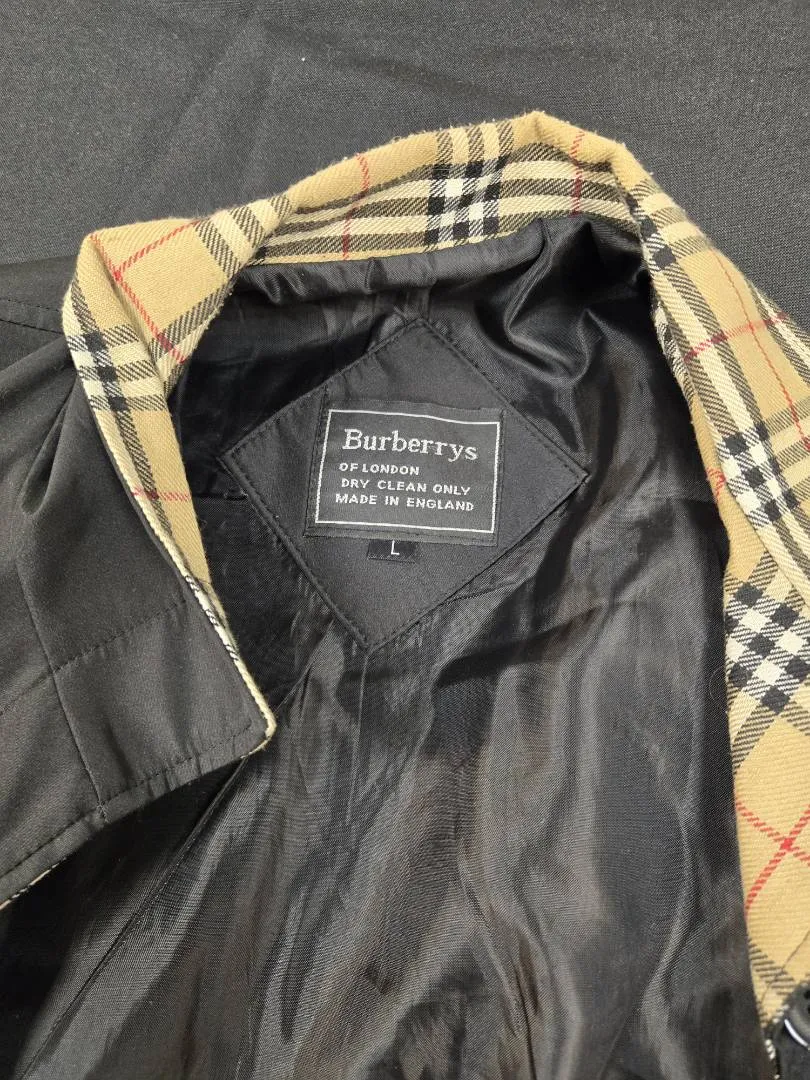 Burberrys
OF LONDON
DRY CLEAN ONLY
MADE IN ENGLAND
L